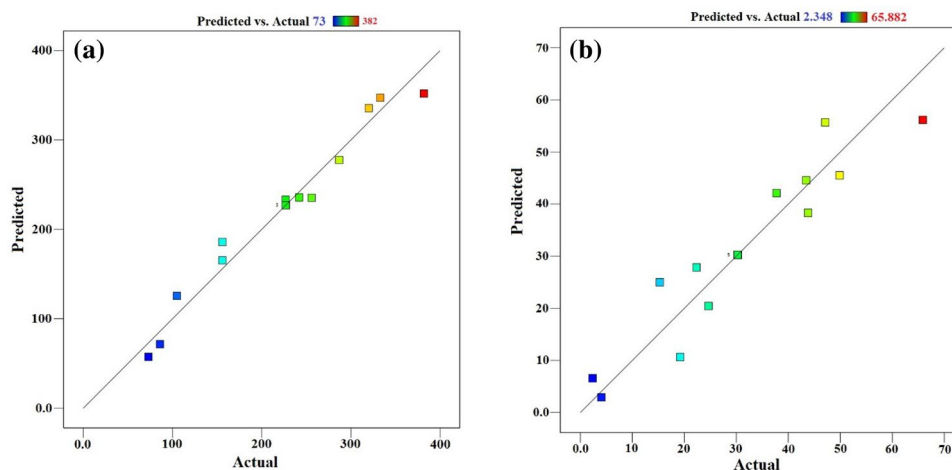 Predicted vs. Actual 73 382
(a)
400
300
200
100
0.0
Predicted
0.0 100 200 300 400
Actual
Predicted vs. Actual 2.348 65.882
(b)
70
60
50
40
30
20
10
0.0
Predicted
0.0 10 20 30 40 50 60 70
Actual